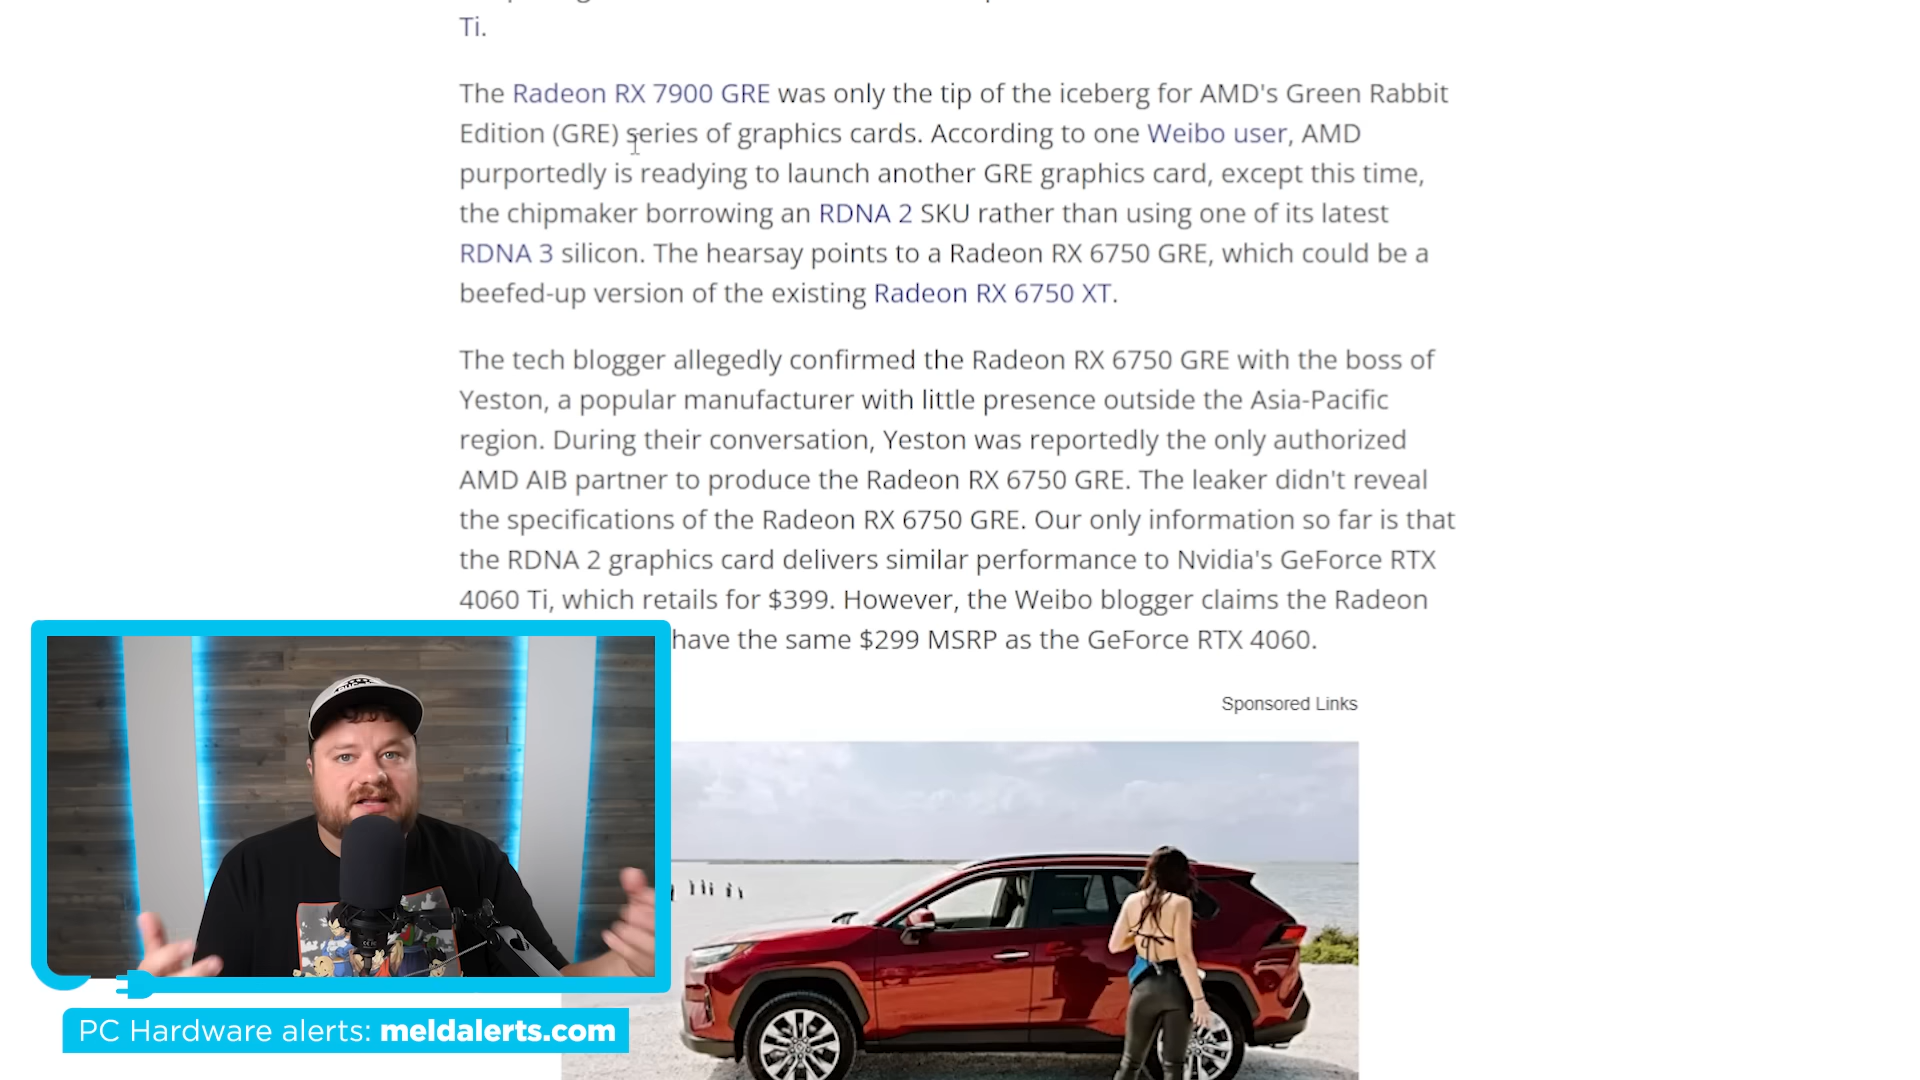 Ti.
The Radeon RX 7900 GRE was only the tip of the iceberg for AMD's Green Rabbit
Edition (GRE) series of graphics cards. According to one Weibo user, AMD
purportedly is readying to launch another GRE graphics card, except this time,
the chipmaker borrowing an RDNA 2 SKU rather than using one of its latest
RDNA 3 silicon. The hearsay points to a Radeon RX 6750 GRE, which could be a
beefed-up version of the existing Radeon RX 6750 XT.
The tech blogger allegedly confirmed the Radeon RX 6750 GRE with the boss of
Yeston, a popular manufacturer with little presence outside the Asia-Pacific
region. During their conversation, Yeston was reportedly the only authorized
AMD AIB partner to produce the Radeon RX 6750 GRE. The leaker didn't reveal
the specifications of the Radeon RX 6750 GRE. Our only information so far is that
the RDNA 2 graphics card delivers similar performance to Nvidia's GeForce RTX
4060 Ti, which retails for $399. However, the Weibo blogger claims the Radeon
have the same $299 MSRP as the GeForce RTX 4060.
Sponsored Links
PC Hardware alerts: meldalerts.com